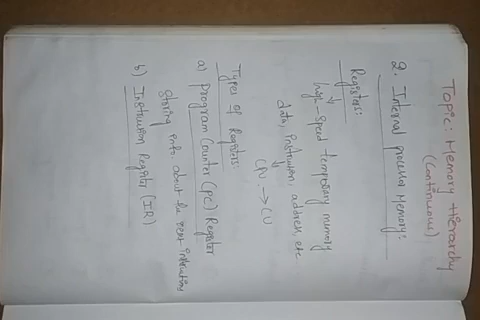 Topic: Memory Hierarchy
(Continuous)
2. Internal processor Memory:
Registers:
↓
high-speed temporary memory
data, instruction, address, etc.
CPU → CU
Types of Registers:
a) Program Counter (PC) Register
Storing info. about the next instruction
b) Instruction Register (IR)